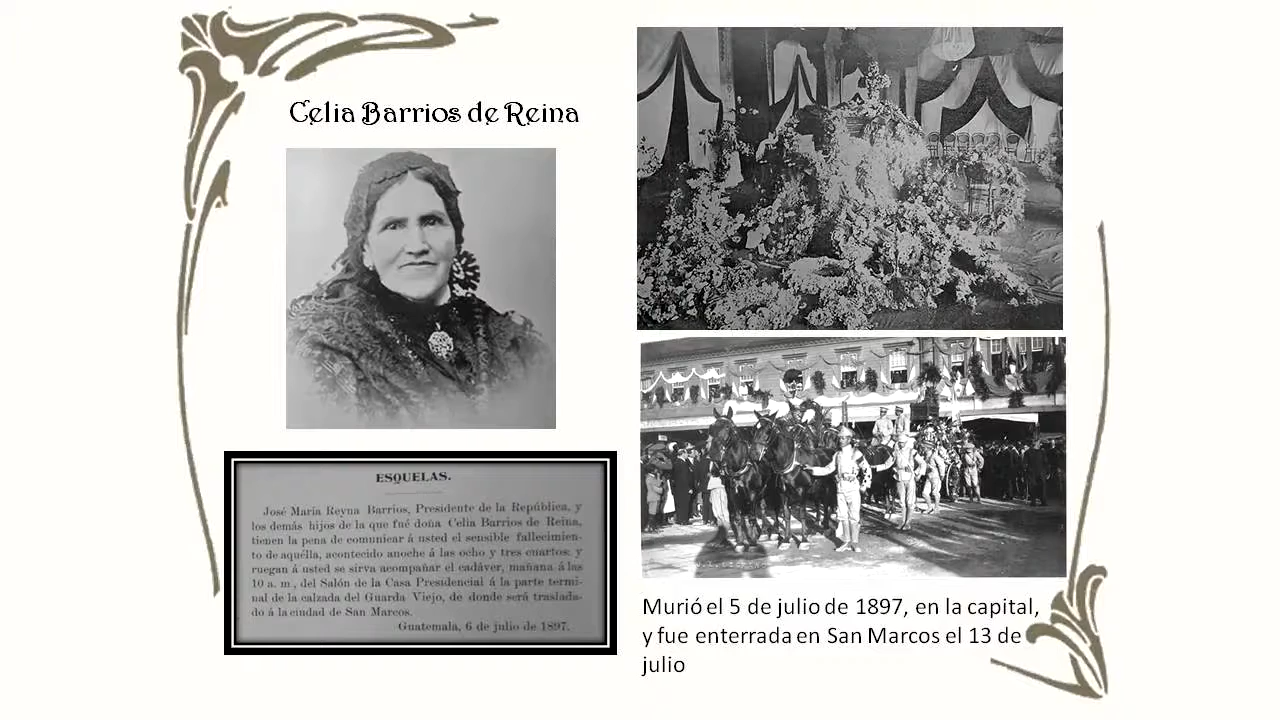 Celia Barrios de Reina
ESQUELAS.
José María Reyna Barrios, Presidente de la República, y
los demás hijos de la que fué doña Celia Barrios de Reina,
tienen la pena de comunicar á usted el sensible fallecimien-
to de aquélla, acontecido anoche á las ocho y tres cuartos; y
ruegan á usted se sirva acompañar el cadáver, mañana á las
10 a. m., del Salón de la Casa Presidencial á la parte termi-
nal de la calzada del Guarda Viejo, de donde será traslada-
do á la ciudad de San Marcos.
Guatemala, 6 de julio de 1897.
Murió el 5 de julio de 1897, en la capital,
y fue enterrada en San Marcos el 13 de
julio